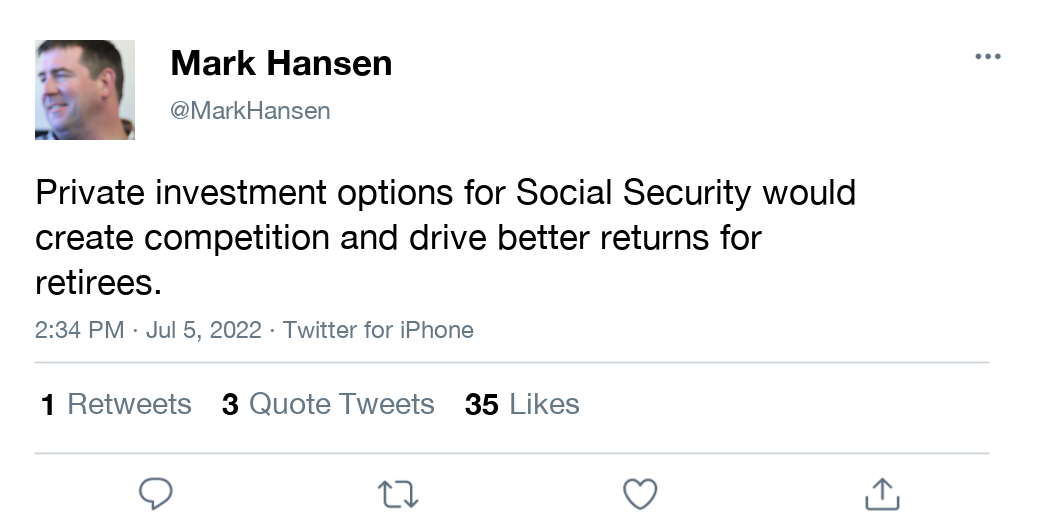 Mark Hansen
@MarkHansen
Private investment options for Social Security would
create competition and drive better returns for
retirees.
2:34 PM · Jul 5, 2022 · Twitter for iPhone
1 Retweets 3 Quote Tweets 35 Likes